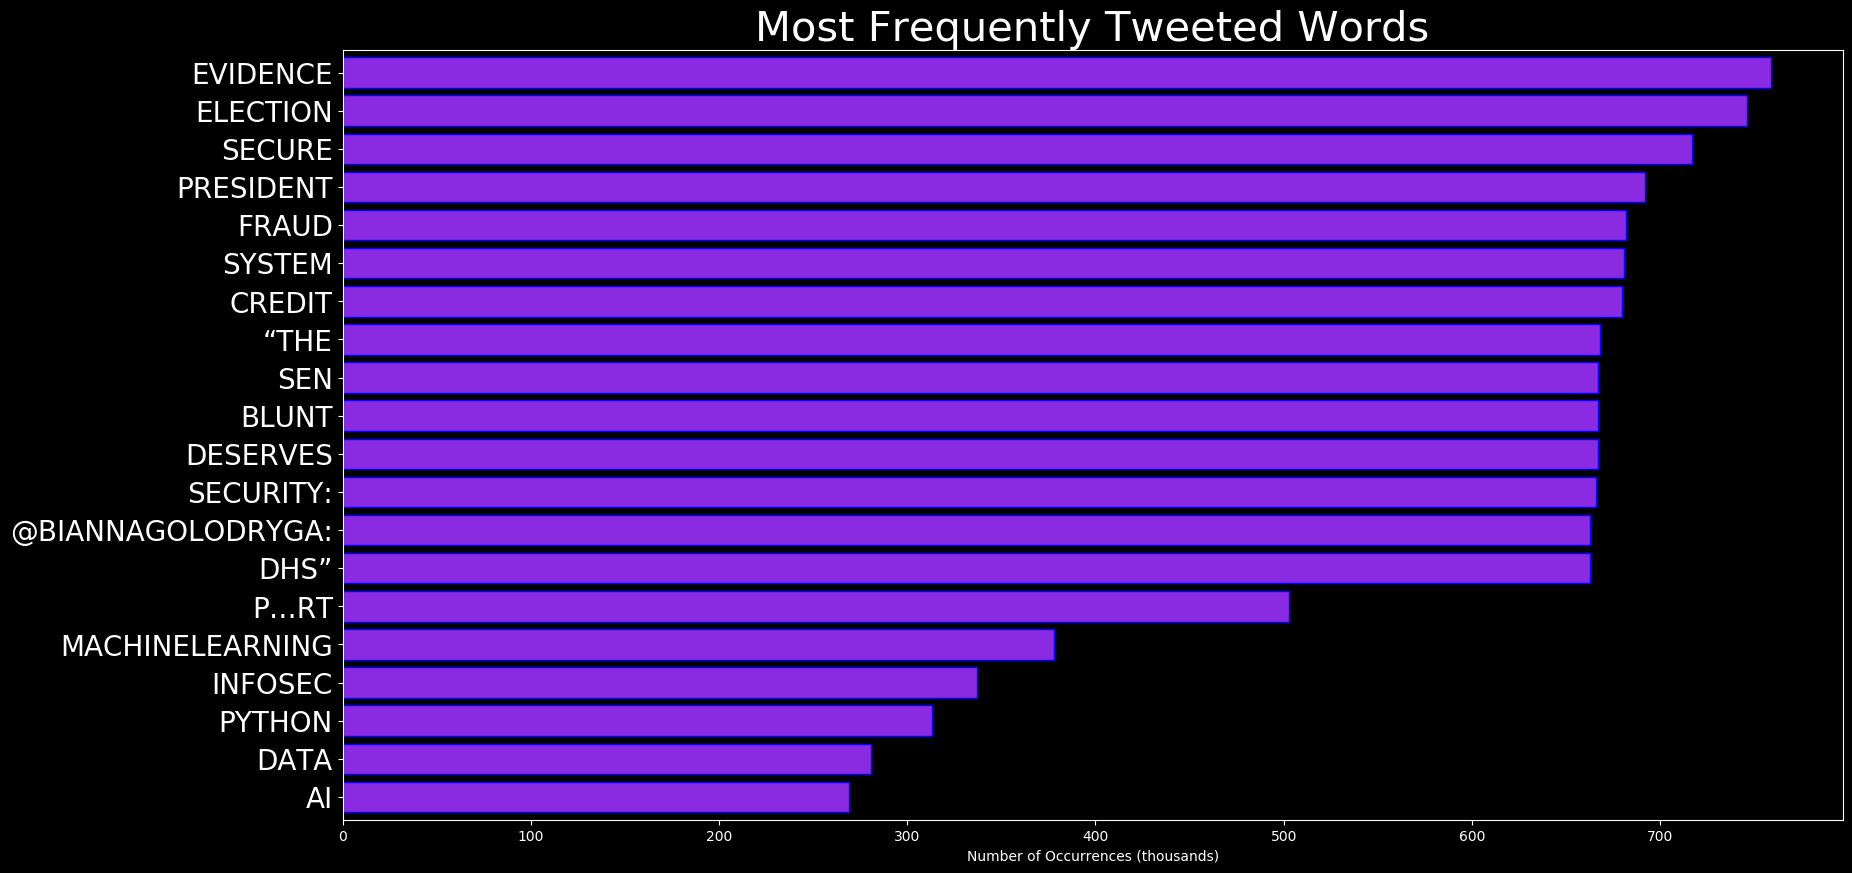 Most Frequently Tweeted Words
EVIDENCE
ELECTION
SECURE
PRESIDENT
FRAUD
SYSTEM
CREDIT
“THE
SEN
BLUNT
DESERVES
SECURITY:
@BIANNAGOLODRYGA:
DHS”
P…RT
MACHINELEARNING
INFOSEC
PYTHON
DATA
AI
0 100 200 300 400 500 600 700
Number of Occurrences (thousands)